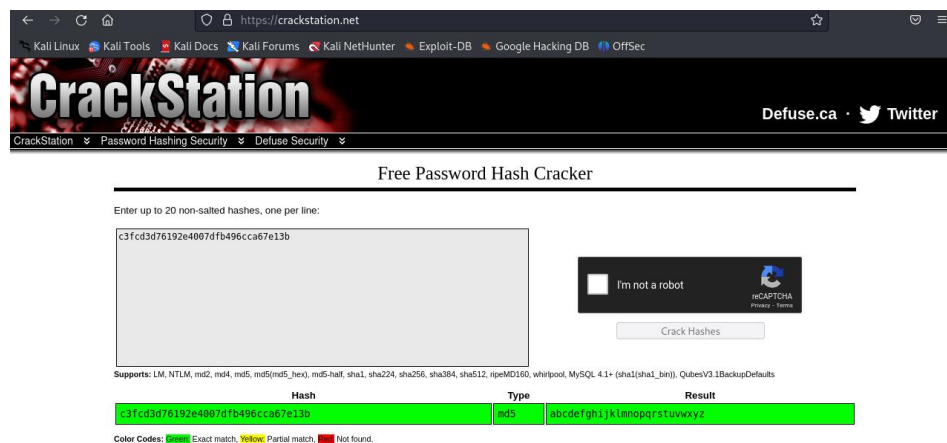 https://crackstation.net
Kali Linux Kali Tools Kali Docs Kali Forums Kali NetHunter Exploit-DB Google Hacking DB OffSec
CrackStation
Defuse.ca · Twitter
CrackStation Password Hashing Security Defuse Security
Free Password Hash Cracker
Enter up to 20 non-salted hashes, one per line:
c3fcd3d76192e4007dfb496cca67e13b
I'm not a robot
reCAPTCHA
Privacy - Terms
Crack Hashes
Supports: LM, NTLM, md2, md4, md5, md5(md5_hex), md5-half, sha1, sha224, sha256, sha384, sha512, ripeMD160, whirlpool, MySQL 4.1+ (sha1(sha1_bin)), QubesV3.1BackupDefaults
Hash Type Result
c3fcd3d76192e4007dfb496cca67e13b md5 abcdefghijklmnopqrstuvwxyz
Color Codes: Green: Exact match, Yellow: Partial match, Red: Not found.